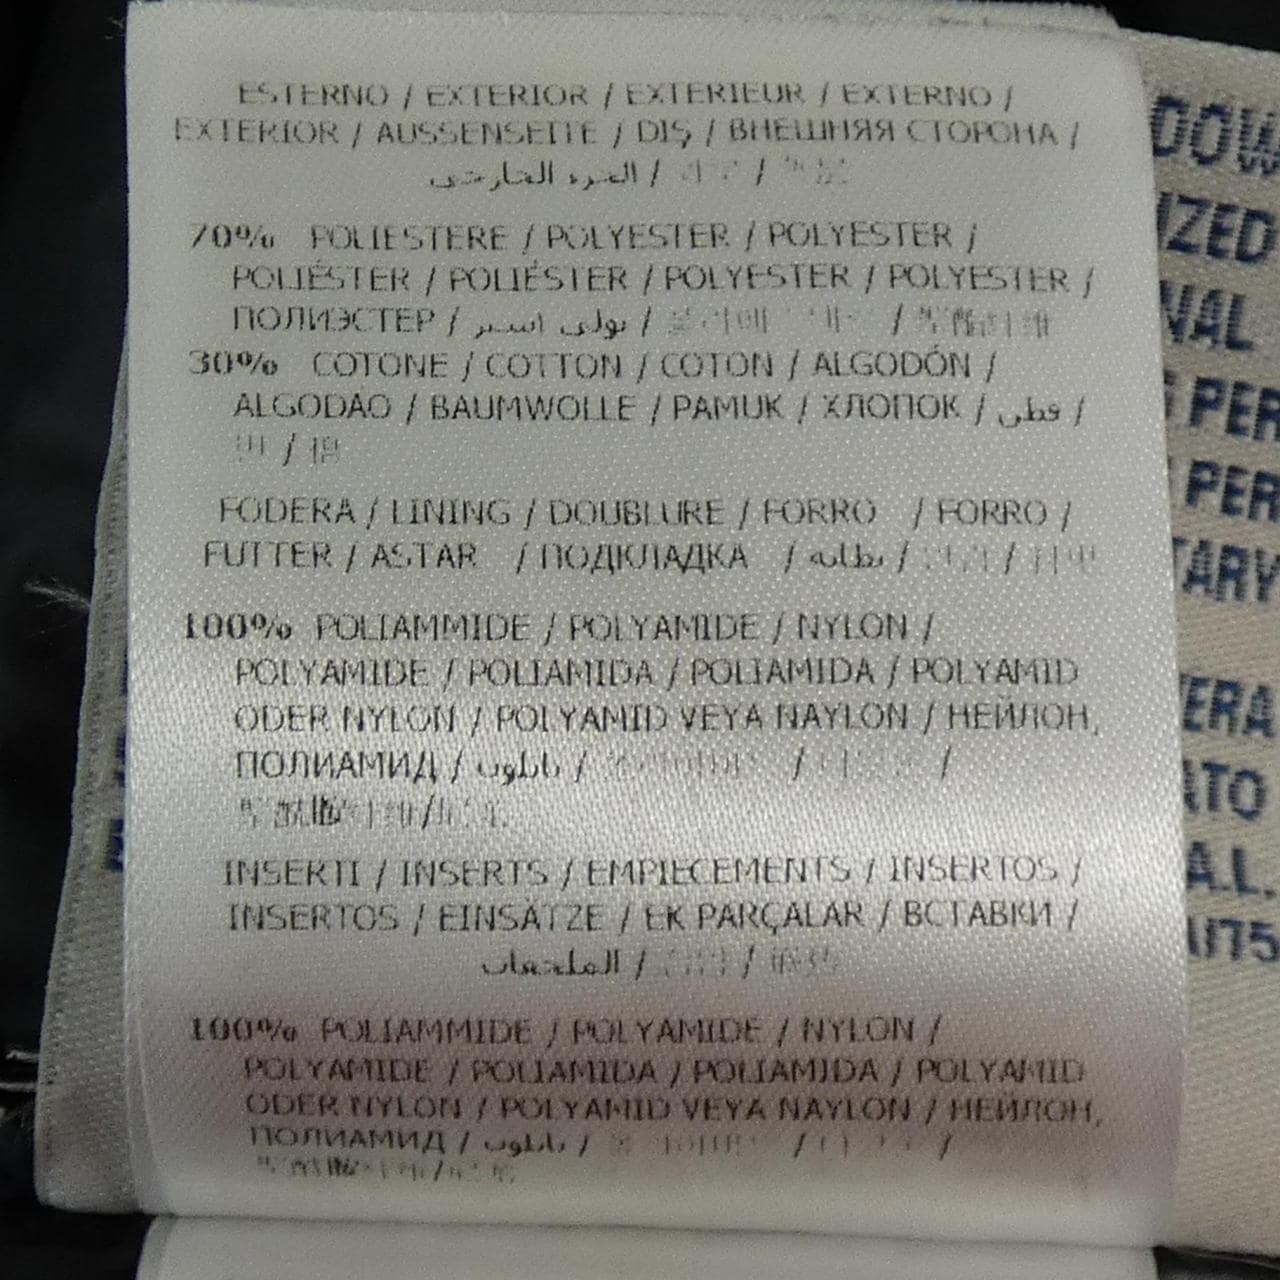 ESTERNO / EXTERIOR / EXTERIEUR / EXTERNO /
EXTERIOR / AUSSENSEITE / DIŞ / ВНЕШНЯЯ СТОРОНА /
/ /
70% POLIESTERE / POLYESTER / POLYESTER /
POLIÉSTER / POLIÉSTER / POLYESTER / POLYESTER /
ПОЛИЭСТЕР / بولي استر / /
30% COTONE / COTTON / COTON / ALGODÓN /
ALGODAO / BAUMWOLLE / PAMUK / ХЛОПОК / قطن /
/
FODERA / LINING / DOUBLURE / FORRO / FORRO /
FUTTER / ASTAR / ПОДКЛАДКА / بطانة / /
100% POLIAMMIDE / POLYAMIDE / NYLON /
POLYAMIDE / POLIAMIDA / POLIAMIDA / POLYAMID
ODER NYLON / POLYAMID VEYA NAYLON / НЕЙЛОН,
ПОЛИАМИД / نايلون / / /
/
INSERTI / INSERTS / EMPIECEMENTS / INSERTOS /
INSERTOS / EINSÄTZE / EK PARÇALAR / ВСТАВКИ /
الملحقات / /
100% POLIAMMIDE / POLYAMIDE / NYLON /
POLYAMIDE / POLIAMIDA / POLIAMIDA / POLYAMID
ODER NYLON / POLYAMID VEYA NAYLON / НЕЙЛОН,
ПОЛИАМИД / نايلون / / /
/
DOW
IZED
NAL
PER
PER
TARY
ERA
ATO
A.L.